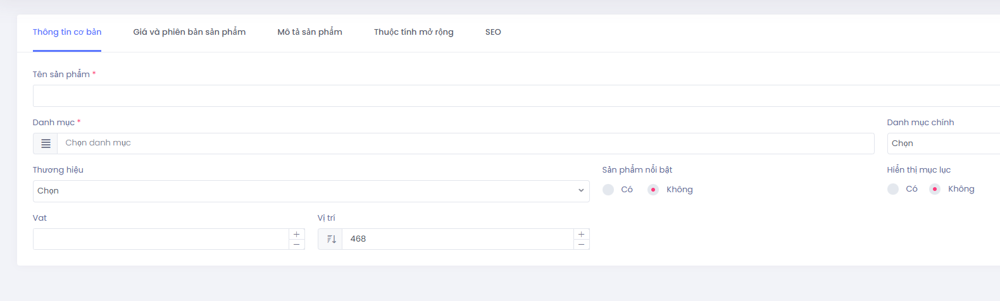 Thông tin cơ bản Giá và phiên bản sản phẩm Mô tả sản phẩm Thuộc tính mở rộng SEO
Tên sản phẩm *
Danh mục * Danh mục chính
Chọn danh mục Chọn
Thương hiệu Sản phẩm nổi bật Hiển thị mục lục
Chọn Có Không Có Không
Vat Vị trí
468